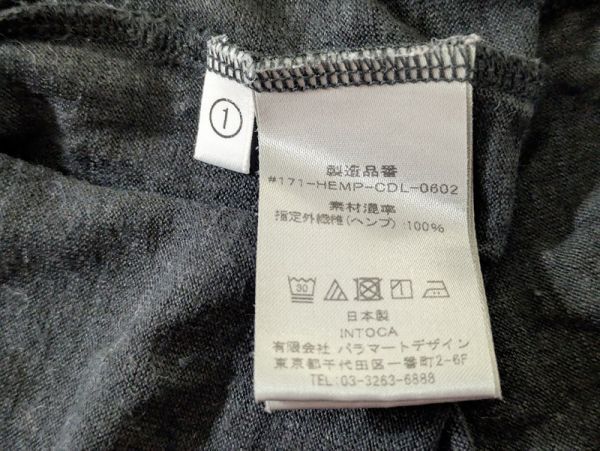 1
製造品番
#171-HEMP-CDL-0602
素材混率
指定外繊維(ヘンプ):100%
30
日本製
INTOCA
有限会社 パラマートデザイン
東京都千代田区一番町2-6F
TEL:03-3263-6888